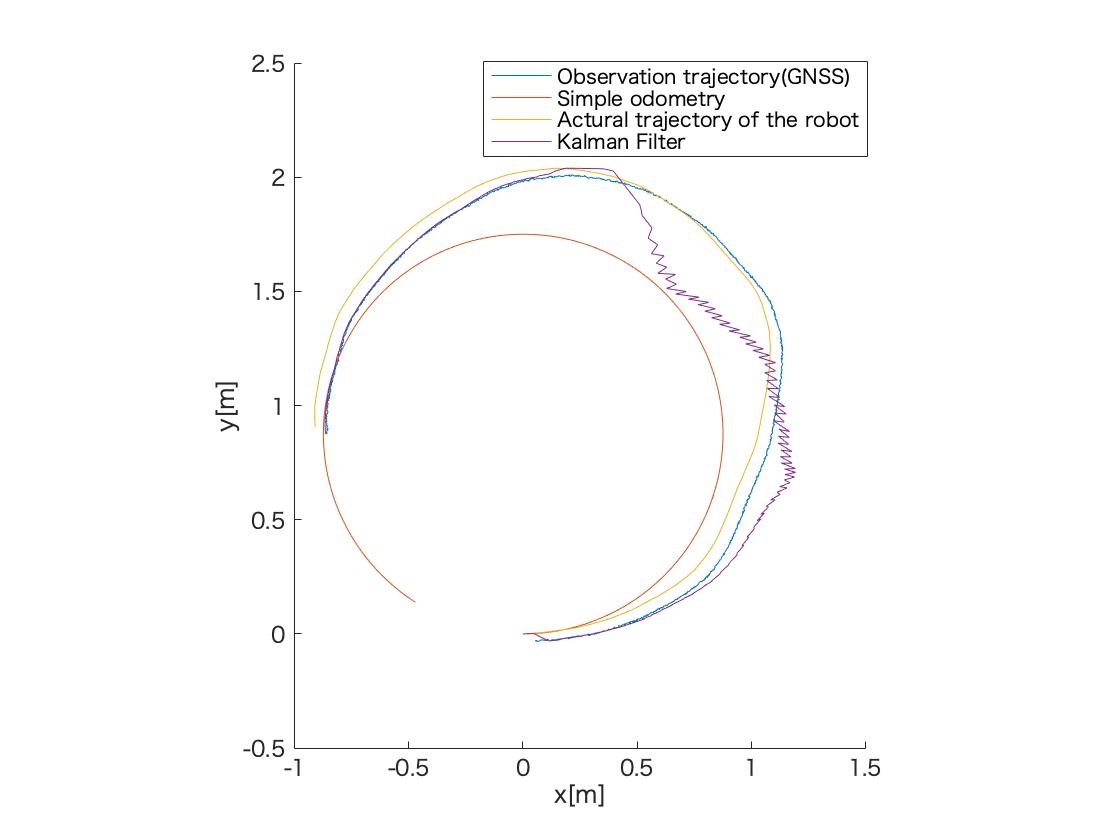 2.5
Observation trajectory(GNSS)
Simple odometry
Actural trajectory of the robot
Kalman Filter
2
1.5
y[m]
1
0.5
0
-0.5
-1
-0.5
0
0.5
1
1.5
x[m]